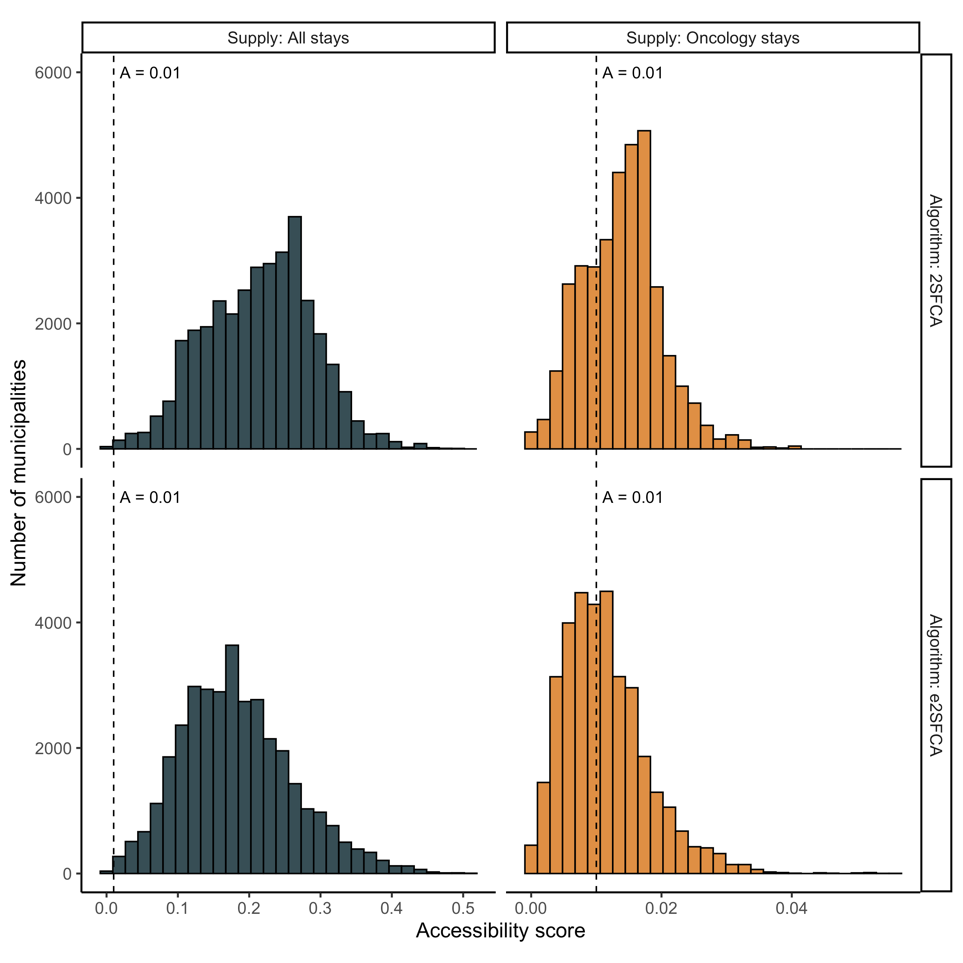 Supply: All stays
Supply: Oncology stays
6000
A = 0.01
A = 0.01
4000
2000
0
Algorithm: 2SFCA
Number of municipalities
6000
A = 0.01
A = 0.01
4000
2000
0
Algorithm: e2SFCA
0.0 0.1 0.2 0.3 0.4 0.5
0.00 0.02 0.04
Accessibility score